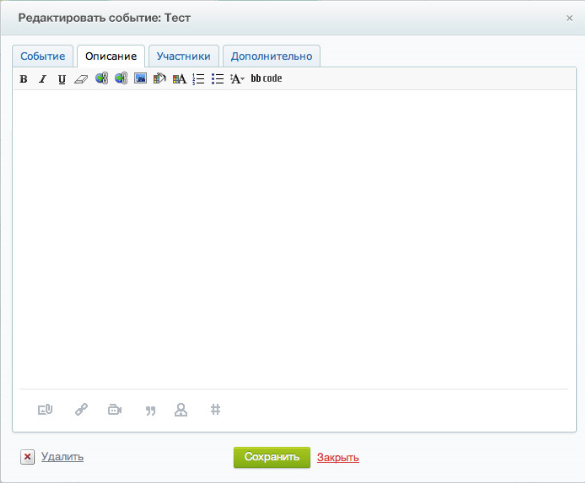 Редактировать событие: Тест
Событие Описание Участники Дополнительно
B I U A A bb code
Удалить Сохранить Закрыть